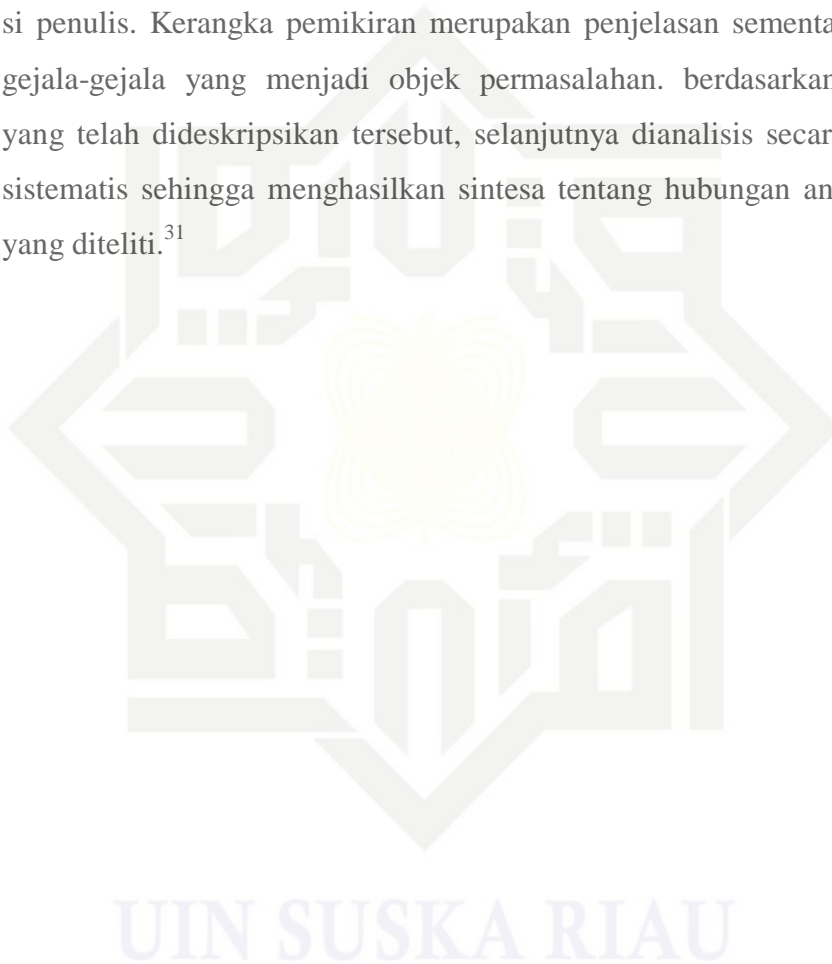 si penulis. Kerangka pemikiran merupakan penjelasan sementa
gejala-gejala yang menjadi objek permasalahan. berdasarkan
yang telah dideskripsikan tersebut, selanjutnya dianalisis secar
sistematis sehingga menghasilkan sintesa tentang hubungan an
yang diteliti.31
UIN SUSKA RIAU